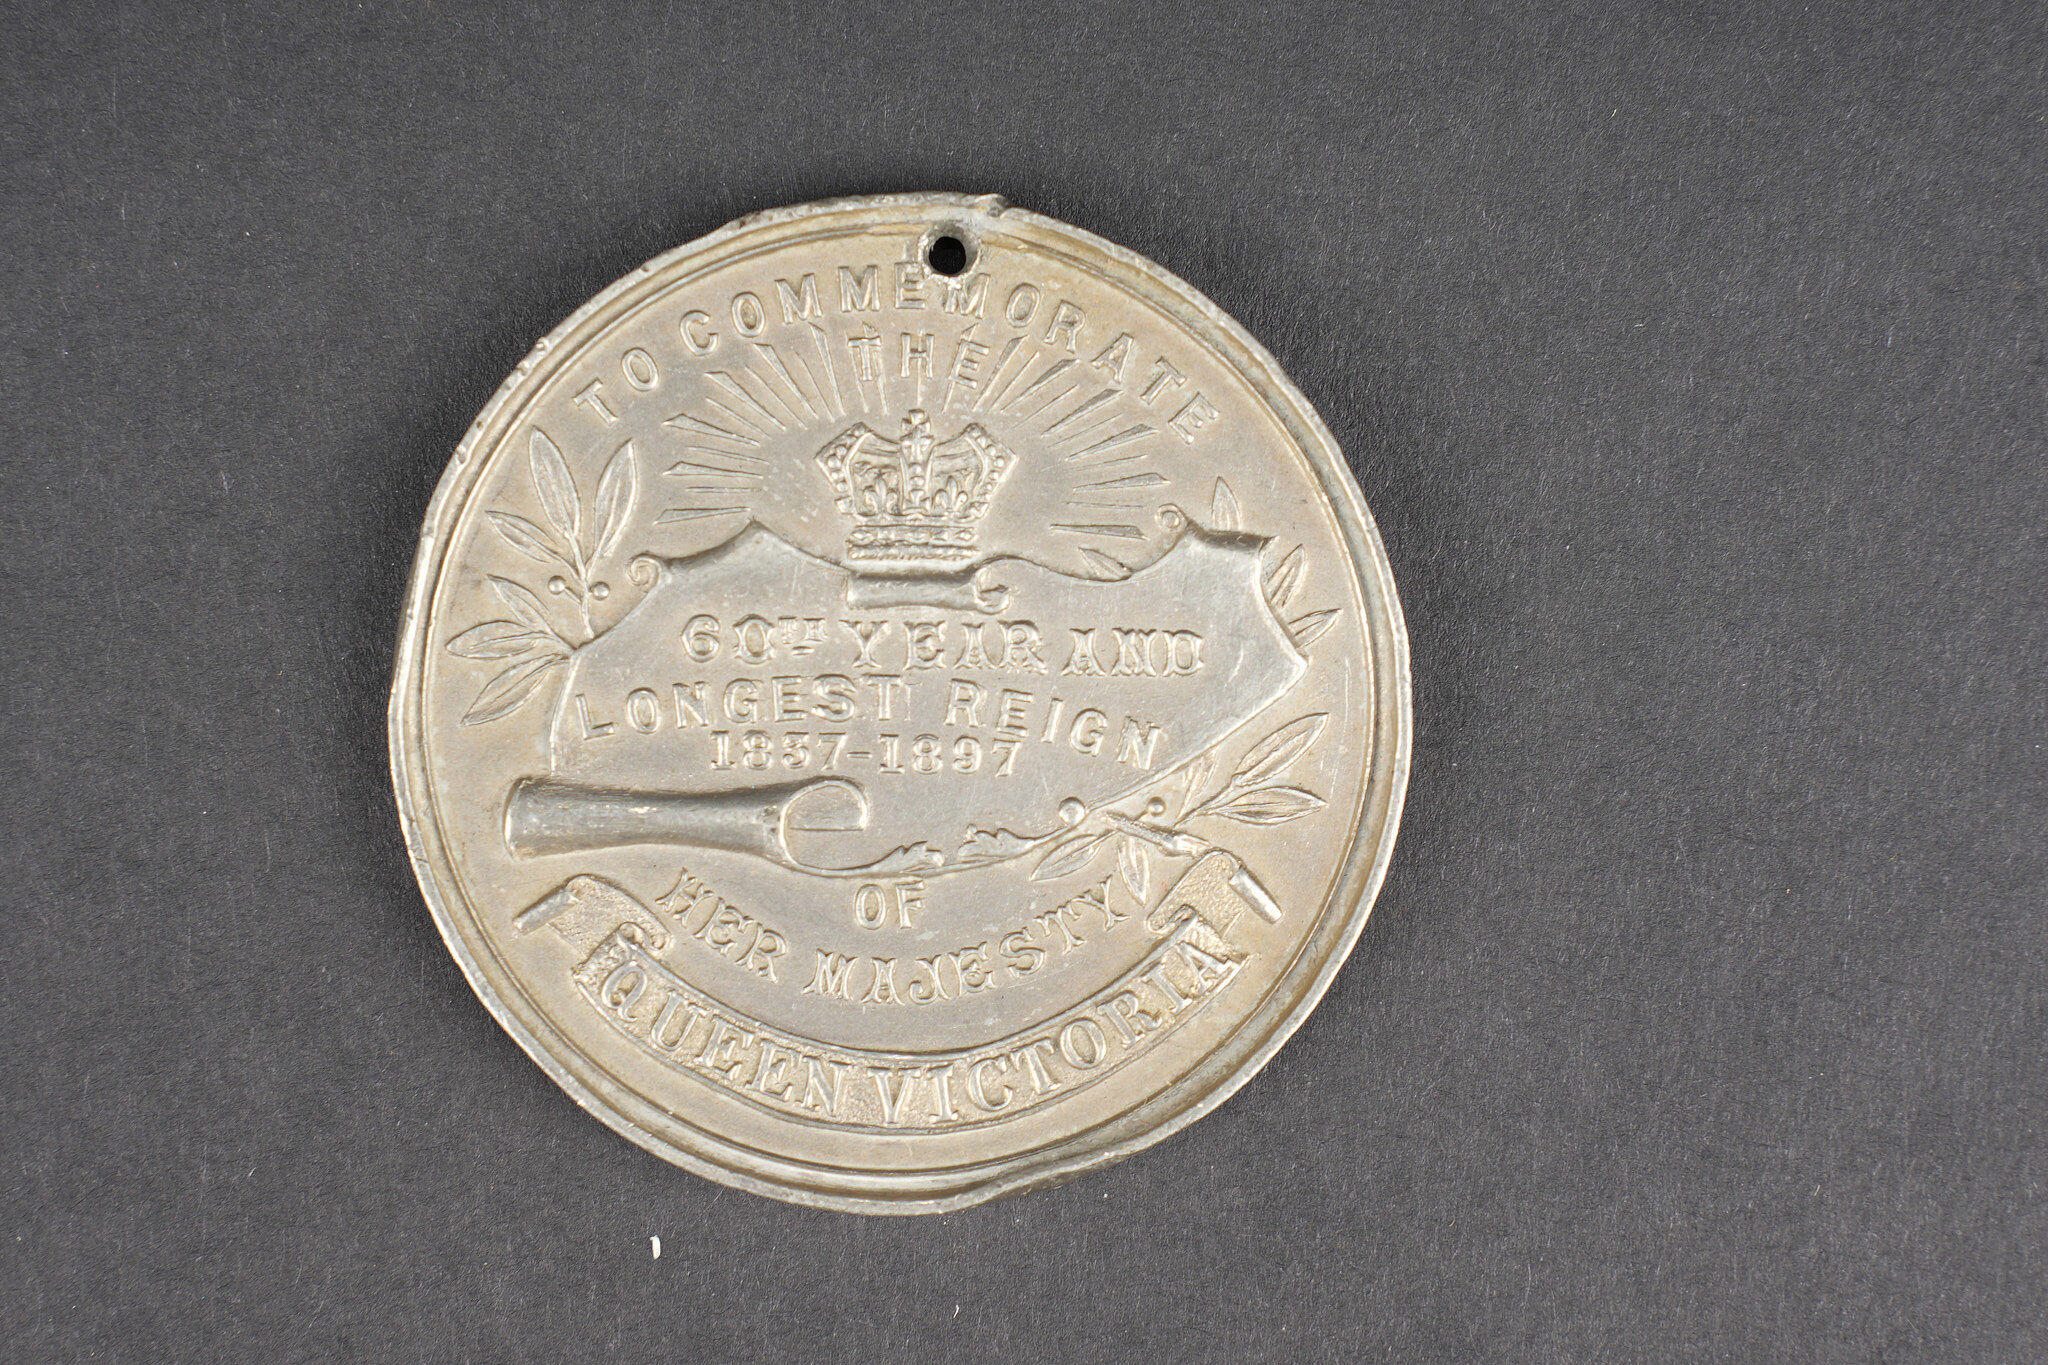 TO COMMEMORATE
THE
60TH YEAR AND
LONGEST REIGN
1837-1897
OF
HER MAJESTY
QUEEN VICTORIA